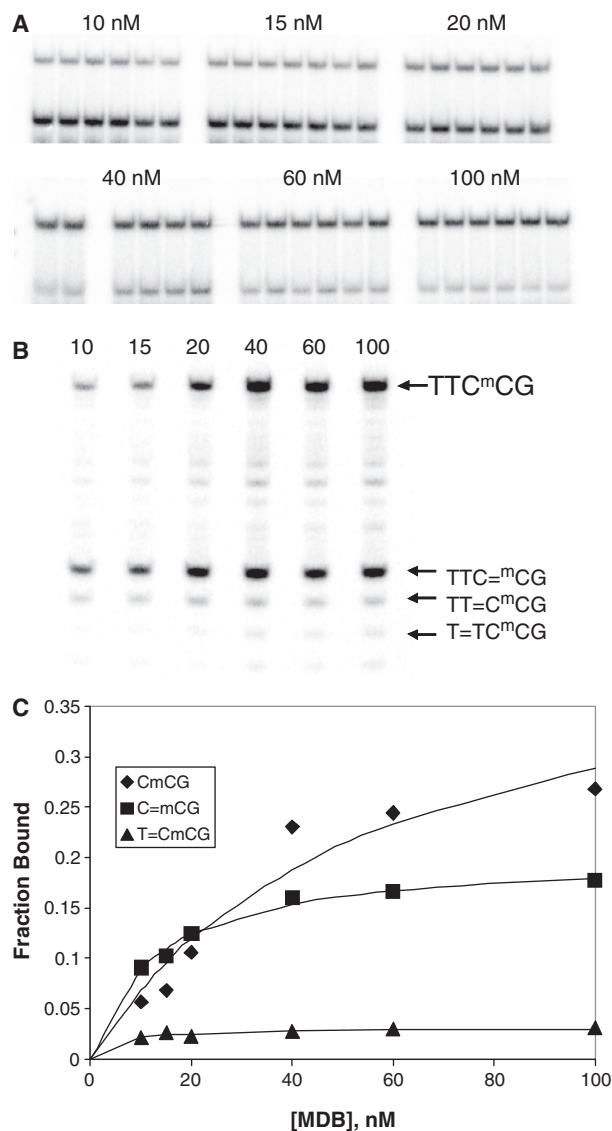 A
10 nM 15 nM 20 nM
40 nM 60 nM 100 nM
B
10 15 20 40 60 100
TTCᵐCG
TTC=ᵐCG
TT=CᵐCG
T=TCᵐCG
C
0.35
0.3
0.25
0.2
0.15
0.1
0.05
0
Fraction Bound
CmCG
C=mCG
T=CmCG
0 20 40 60 80 100
[MDB], nM